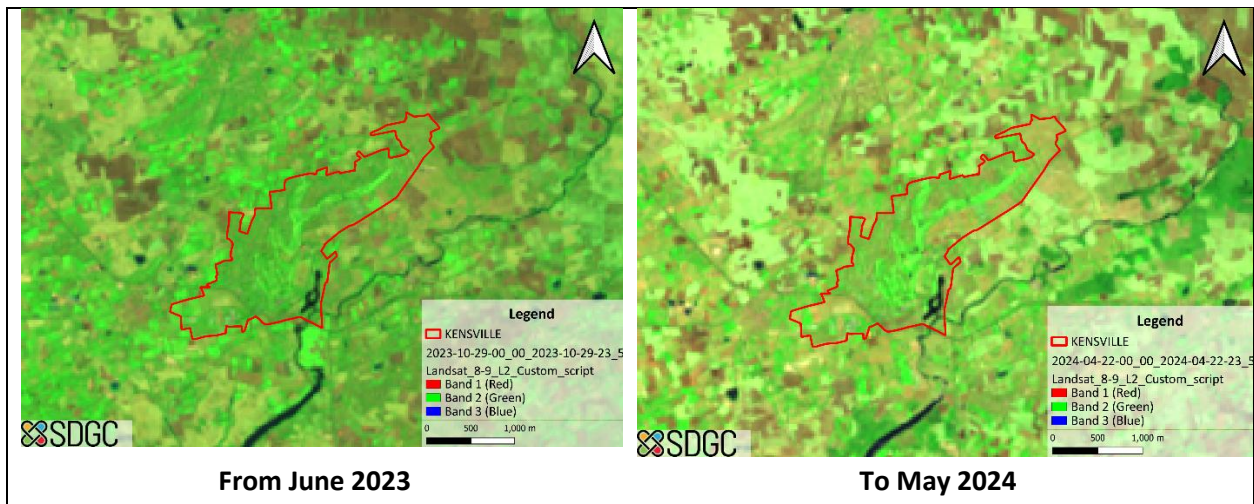 Legend
KENSVILLE
2023-10-29-00_00_2023-10-29-23_5
Landsat_8-9_L2_Custom_script
Band 1 (Red)
Band 2 (Green)
Band 3 (Blue)
0 500 1,000 m
SDGC
From June 2023
Legend
KENSVILLE
2024-04-22-00_00_2024-04-22-23_5
Landsat_8-9_L2_Custom_script
Band 1 (Red)
Band 2 (Green)
Band 3 (Blue)
0 500 1,000 m
SDGC
To May 2024